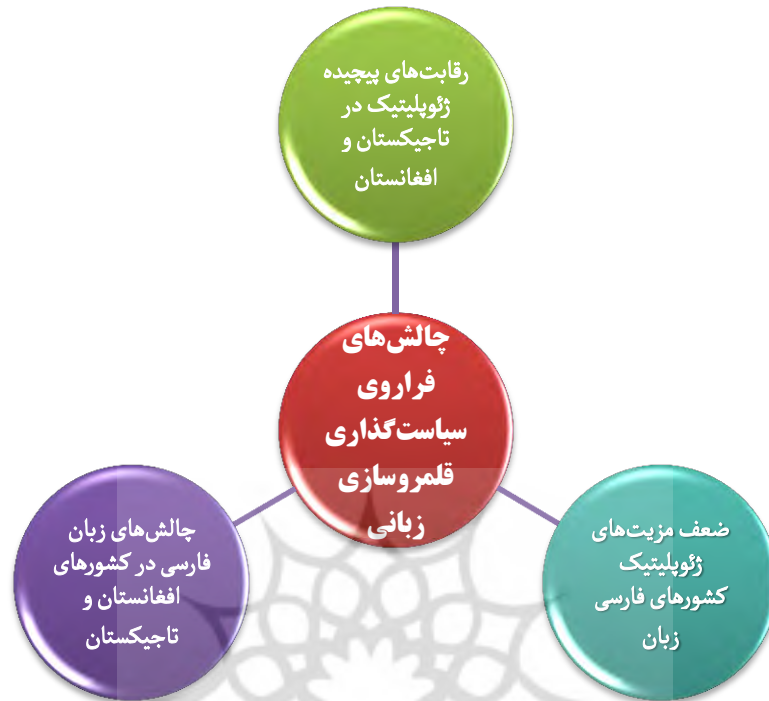 رقابت‌های پیچیده
ژئوپلیتیک در
تاجیکستان و
افغانستان
چالش‌های
فراروی
سیاست‌گذاری
قلمروسازی
زبانی
ضعف مزیت‌های
ژئوپلیتیک
کشورهای فارسی
زبان
چالش‌های زبان
فارسی در کشورهای
افغانستان و
تاجیکستان